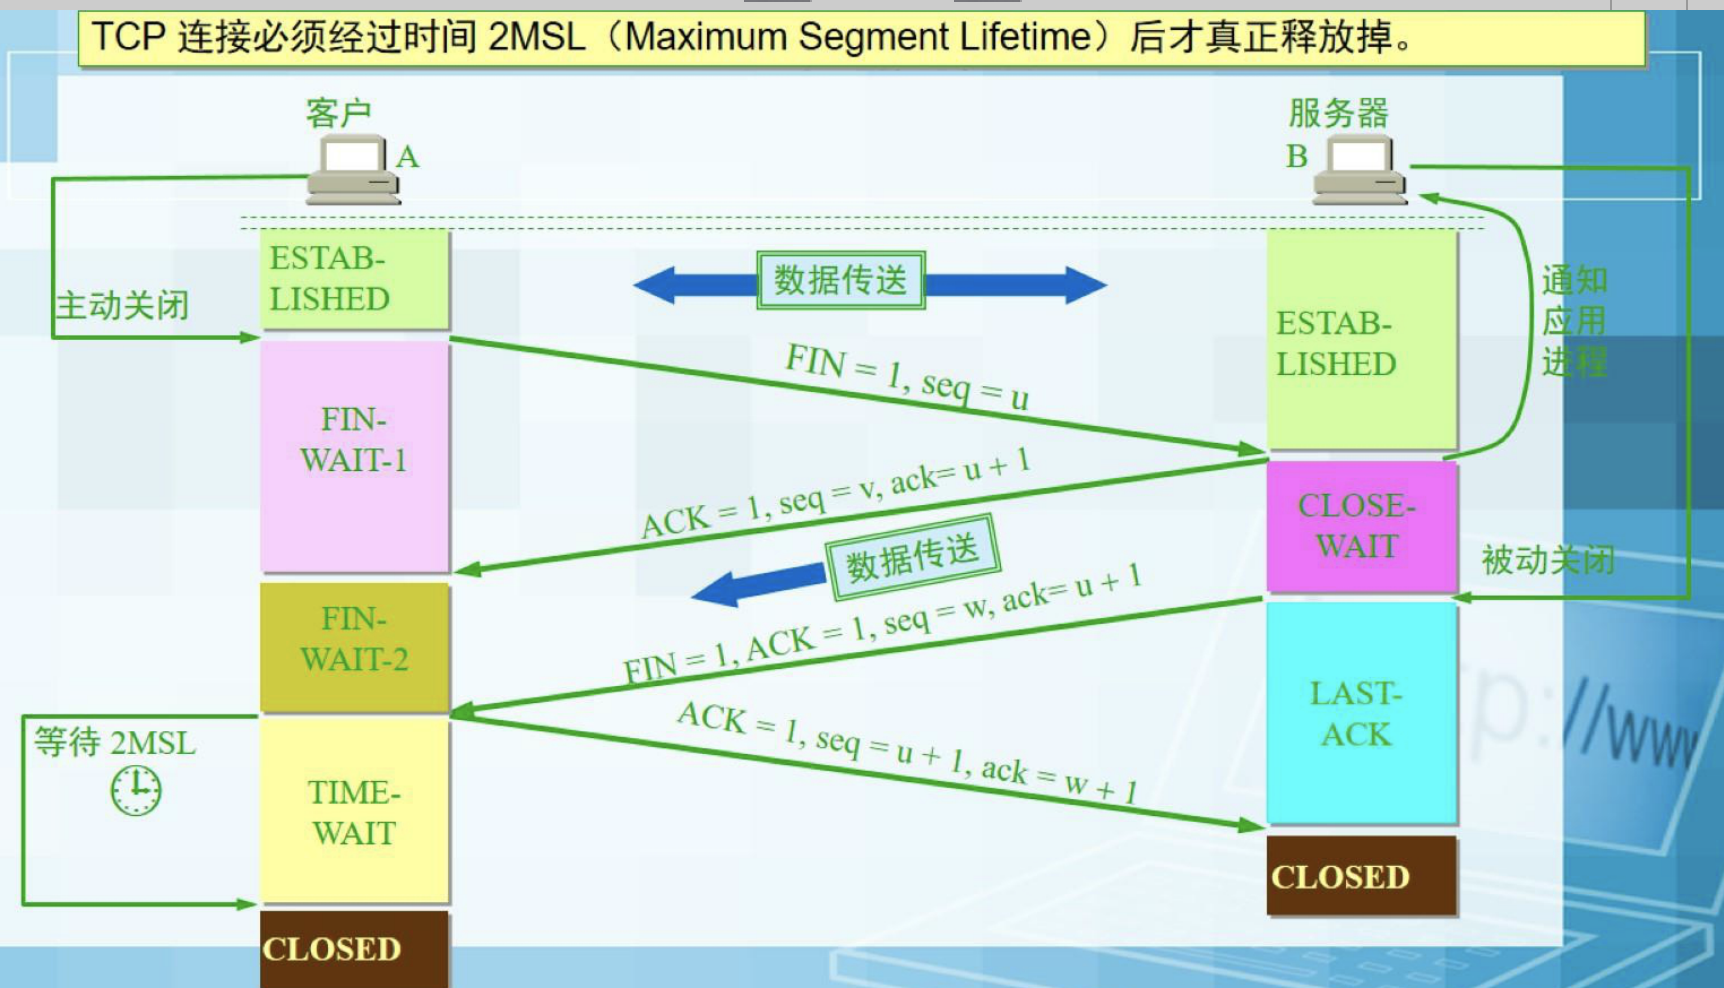 TCP 连接必须经过时间 2MSL（Maximum Segment Lifetime）后才真正释放掉。
客户
A
服务器
B
ESTAB-
LISHED
数据传送
主动关闭
ESTAB-
LISHED
通知
应用
进程
FIN = 1, seq = u
FIN-
WAIT-1
ACK = 1, seq = v, ack= u + 1
CLOSE-
WAIT
数据传送
被动关闭
FIN-
WAIT-2
FIN = 1, ACK = 1, seq = w, ack= u + 1
LAST-
ACK
等待 2MSL
ACK = 1, seq = u + 1, ack = w + 1
TIME-
WAIT
CLOSED
CLOSED
p://www